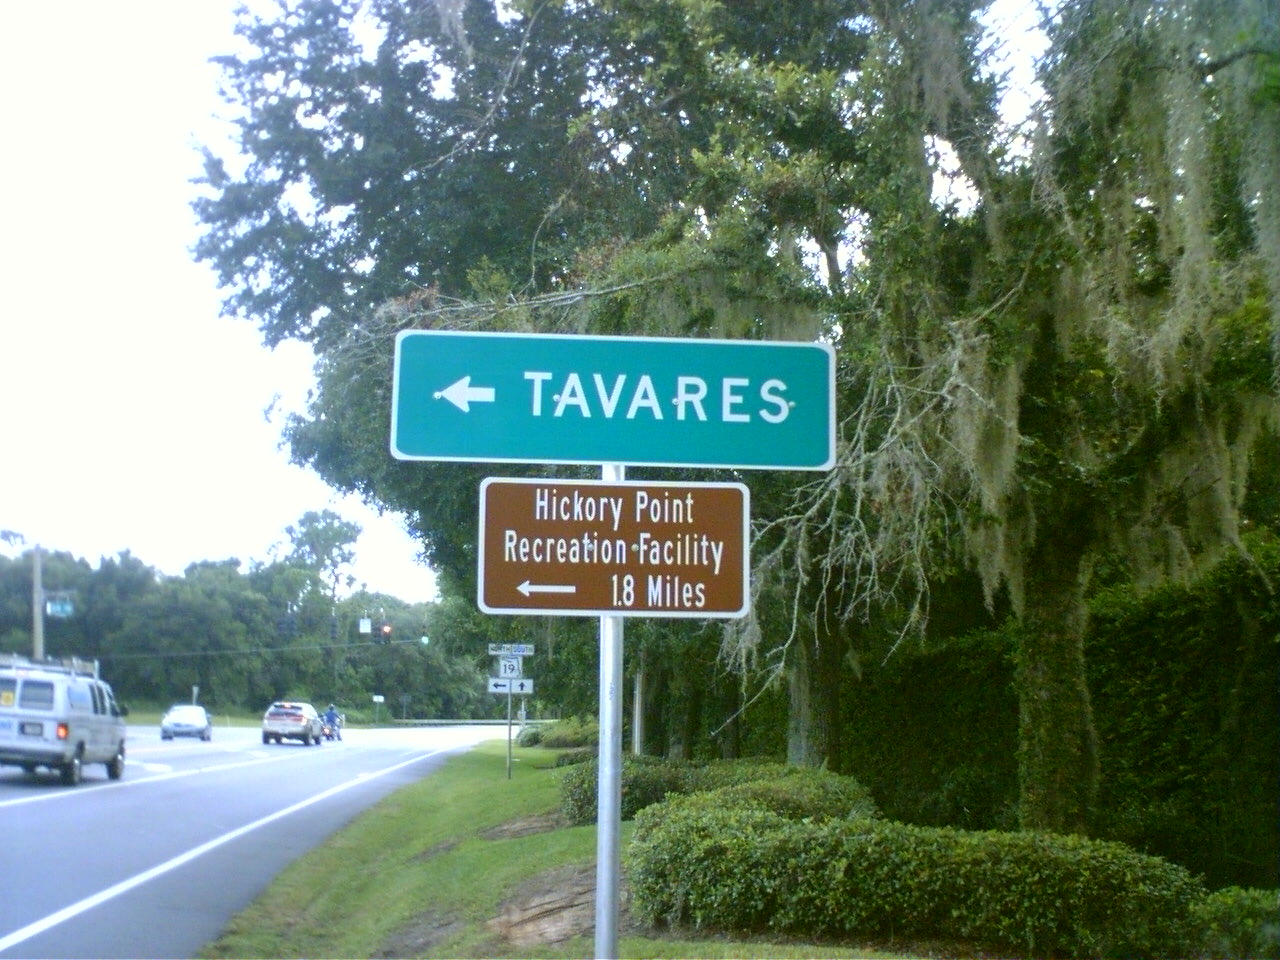 TAVARES
Hickory Point
Recreation Facility
1.8 Miles
NORTH SOUTH
19